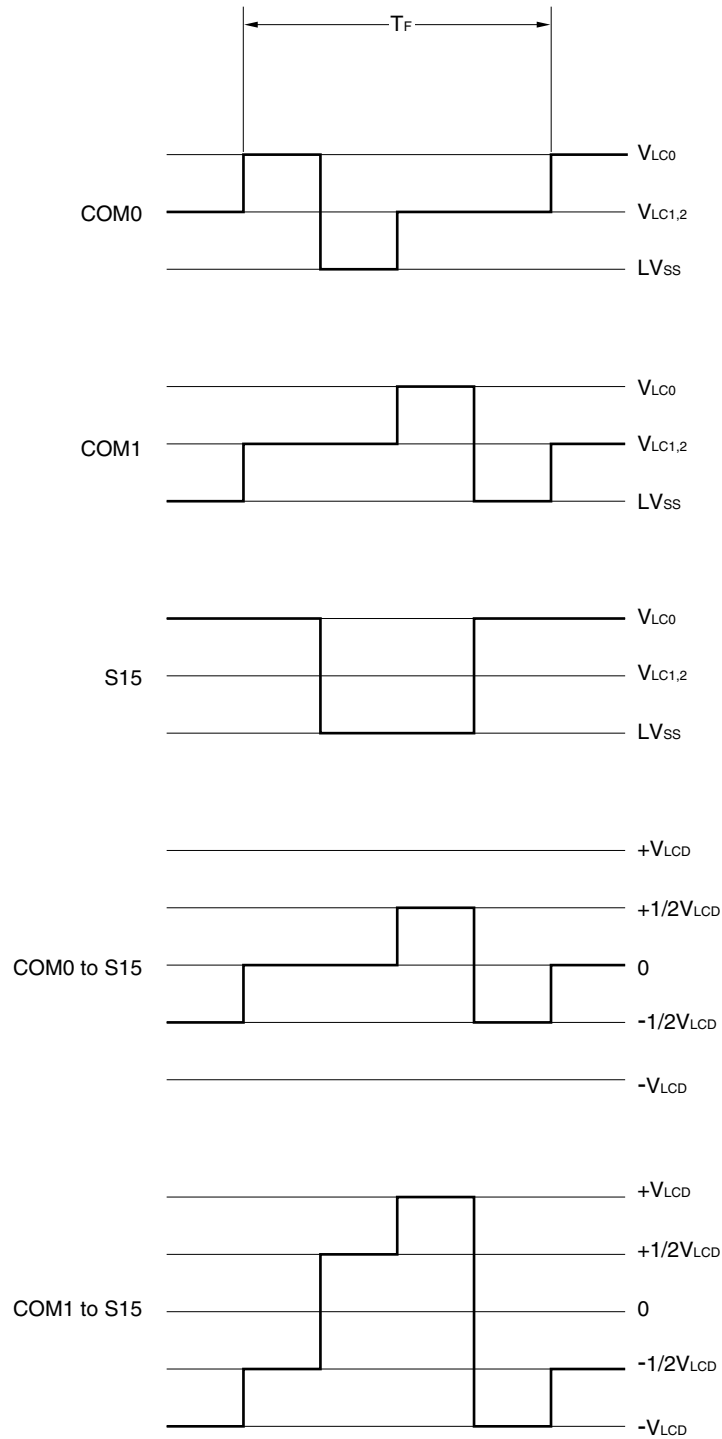 TF
VLC0
COM0
VLC1,2
LVSS
VLC0
COM1
VLC1,2
LVSS
VLC0
S15
VLC1,2
LVSS
+VLCD
+1/2VLCD
COM0 to S15
0
-1/2VLCD
-VLCD
+VLCD
+1/2VLCD
COM1 to S15
0
-1/2VLCD
-VLCD